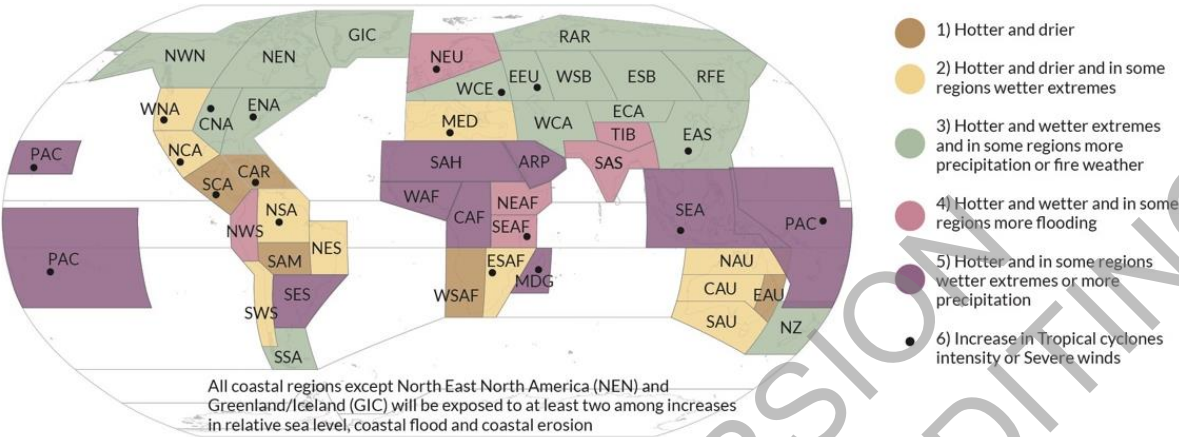 GIC
RAR
NWN
NEN
NEU
EEU
WSB
ESB
RFE
WCE
WNA
ENA
CNA
MED
WCA
ECA
TIB
EAS
PAC
NCA
SAH
ARP
SAS
CAR
SCA
WAF
CAF
NEAF
SEA
PAC
NWS
NSA
SEAF
NES
PAC
SAM
ESAF
MDG
NAU
SES
WSAF
CAU
EAU
SWS
SAU
NZ
SSA
All coastal regions except North East North America (NEN) and
Greenland/Iceland (GIC) will be exposed to at least two among increases
in relative sea level, coastal flood and coastal erosion
1) Hotter and drier
2) Hotter and drier and in some
regions wetter extremes
3) Hotter and wetter extremes
and in some regions more
precipitation or fire weather
4) Hotter and wetter and in some
regions more flooding
5) Hotter and in some regions
wetter extremes or more
precipitation
6) Increase in Tropical cyclones
intensity or Severe winds